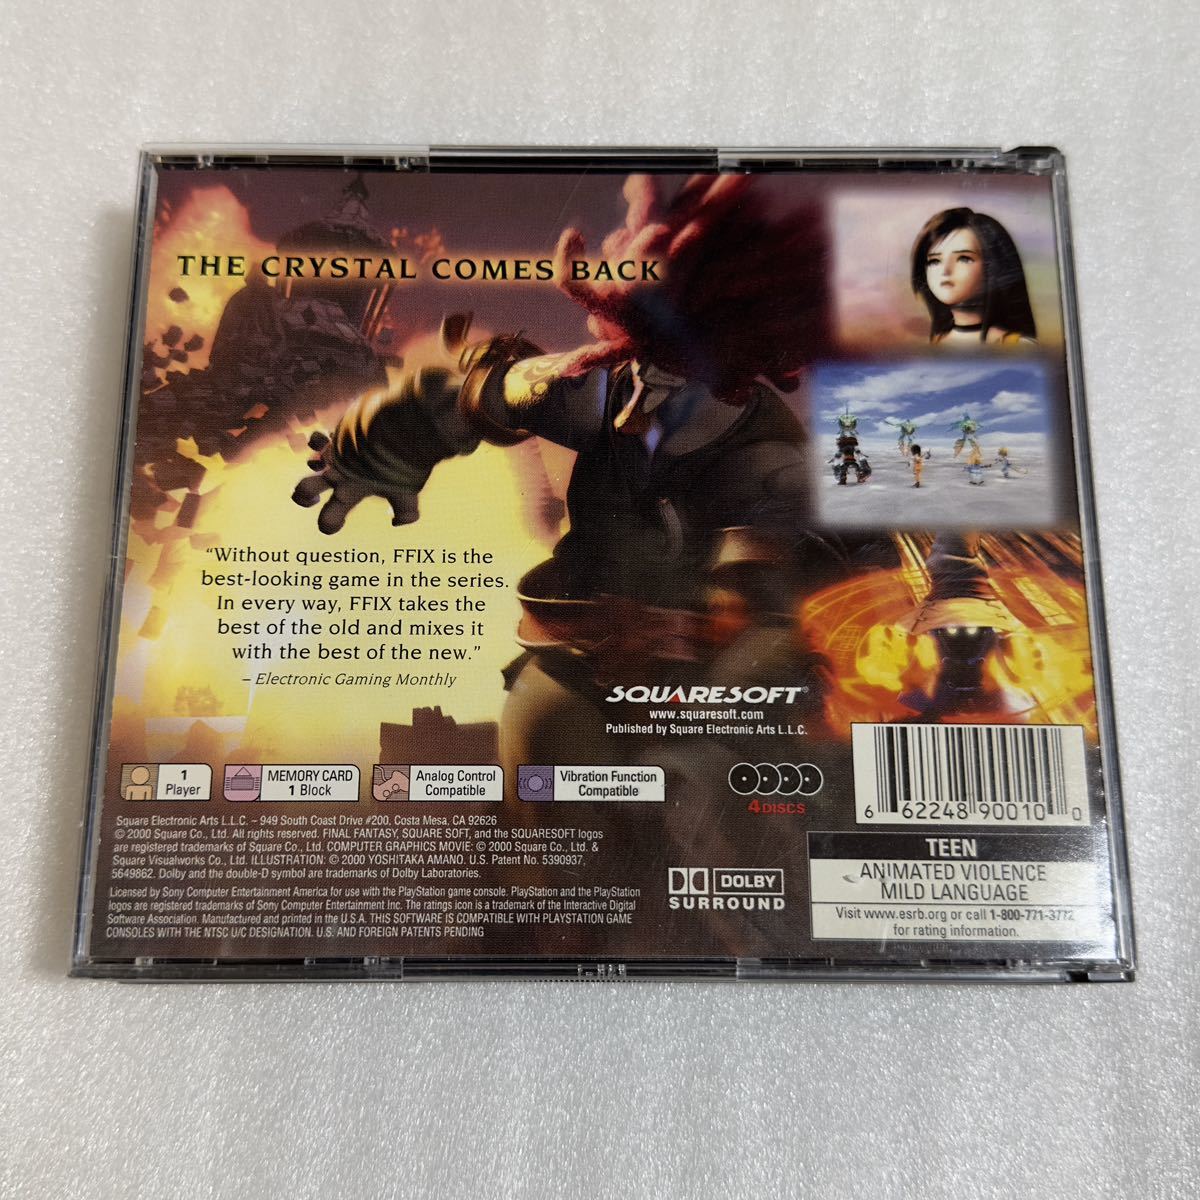 THE CRYSTAL COMES BACK
“Without question, FFIX is the
best-looking game in the series.
In every way, FFIX takes the
best of the old and mixes it
with the best of the new.”
– Electronic Gaming Monthly
SQUARESOFT®
www.squaresoft.com
Published by Square Electronic Arts L.L.C.
1
Player
MEMORY CARD
1 Block
Analog Control
Compatible
Vibration Function
Compatible
4 DISCS
6 62248 90010 0
Square Electronic Arts L.L.C. – 949 South Coast Drive #200, Costa Mesa, CA 92626
© 2000 Square Co., Ltd. All rights reserved. FINAL FANTASY, SQUARE SOFT, and the SQUARESOFT logos
are registered trademarks of Square Co., Ltd. COMPUTER GRAPHICS MOVIE: © 2000 Square Co., Ltd. &
Square Visualworks Co., Ltd. ILLUSTRATION: © 2000 YOSHITAKA AMANO. U.S. Patent No. 5390937,
5649862. Dolby and the double-D symbol are trademarks of Dolby Laboratories.
Licensed by Sony Computer Entertainment America for use with the PlayStation game console. PlayStation and the PlayStation
logos are registered trademarks of Sony Computer Entertainment Inc. The ratings icon is a trademark of the Interactive Digital
Software Association. Manufactured and printed in the U.S.A. THIS SOFTWARE IS COMPATIBLE WITH PLAYSTATION GAME
CONSOLES WITH THE NTSC U/C DESIGNATION. U.S. AND FOREIGN PATENTS PENDING
DOLBY
SURROUND
TEEN
ANIMATED VIOLENCE
MILD LANGUAGE
Visit www.esrb.org or call 1-800-771-3772
for rating information.